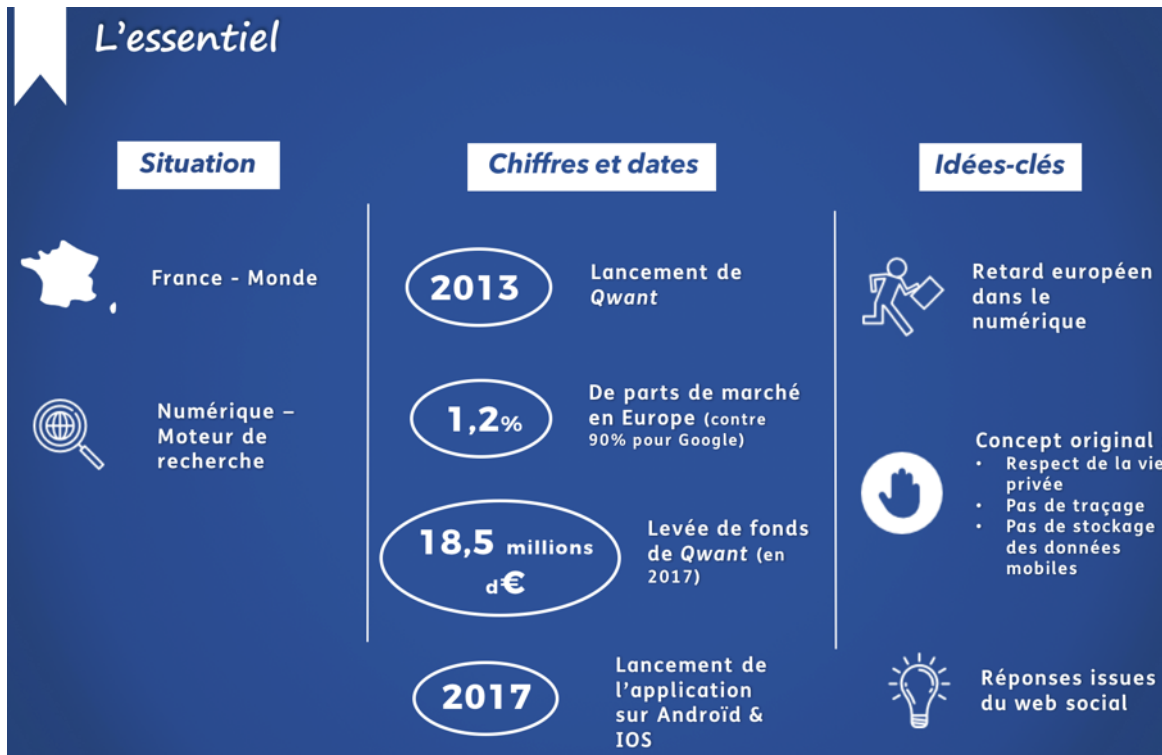 L'essentiel
Situation
France - Monde
Numérique –
Moteur de
recherche
Chiffres et dates
2013
Lancement de
Qwant
1,2%
De parts de marché
en Europe (contre
90% pour Google)
18,5 millions
d€
Levée de fonds
de Qwant (en
2017)
2017
Lancement de
l'application
sur Androïd &
IOS
Idées-clés
Retard européen
dans le
numérique
Concept original
• Respect de la vie
privée
• Pas de traçage
• Pas de stockage
des données
mobiles
Réponses issues
du web social